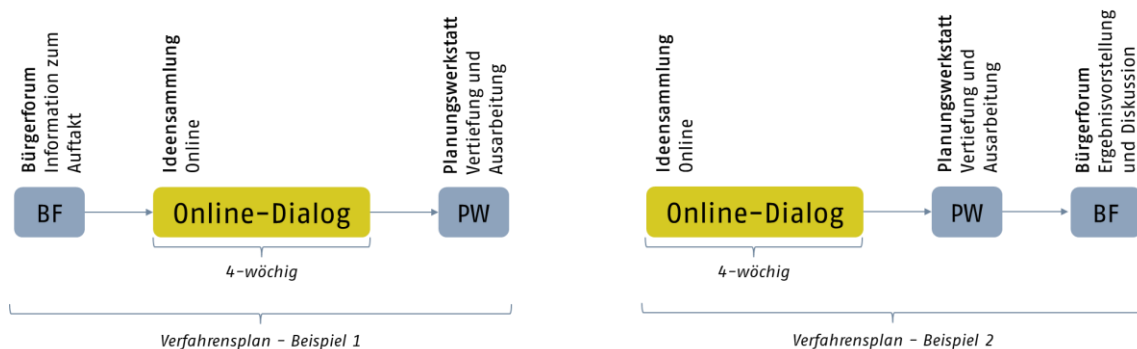 Bürgerforum
Information zum
Auftakt
Ideensammlung
Online
Planungswerkstatt
Vertiefung und
Ausarbeitung
BF
Online-Dialog
PW
4-wöchig
Verfahrensplan - Beispiel 1
Ideensammlung
Online
Planungswerkstatt
Vertiefung und
Ausarbeitung
Bürgerforum
Ergebnisvorstellung
und Diskussion
Online-Dialog
PW
BF
4-wöchig
Verfahrensplan - Beispiel 2